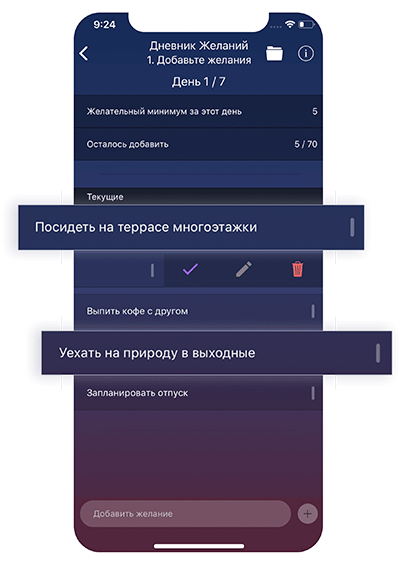 9:24
Дневник Желаний
1. Добавьте желания
День 1 / 7
Желательный минимум за этот день 5
Осталось добавить 5 / 70
Текущие
Посидеть на террасе многоэтажки
Выпить кофе с другом
Уехать на природу в выходные
Запланировать отпуск
Добавить желание